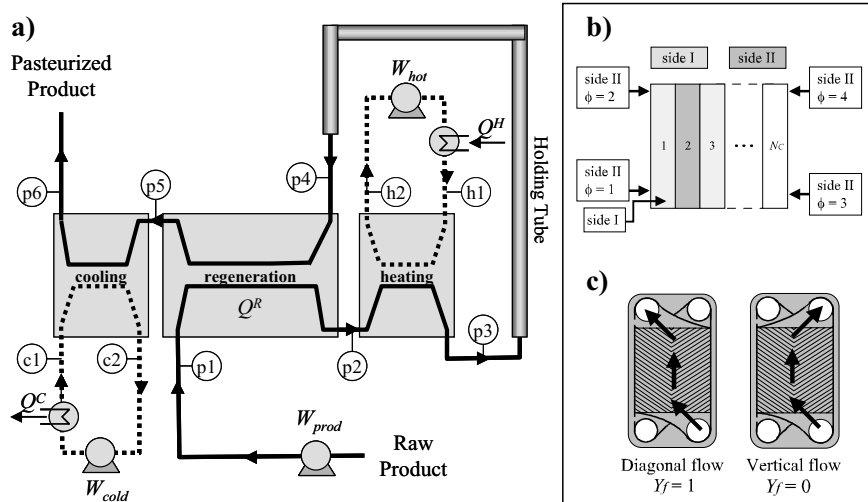 a)
Pasteurized
Product
W_hot
Q^H
Holding Tube
p6
p5
p4
h2
h1
cooling
regeneration
heating
Q^R
c1
c2
p1
p2
p3
Q^C
W_cold
W_prod
Raw
Product
b)
side I
side II
side II
ϕ = 2
side II
ϕ = 4
1
2
3
...
N_C
side II
ϕ = 1
side II
ϕ = 3
side I
c)
Diagonal flow
Y_f = 1
Vertical flow
Y_f = 0